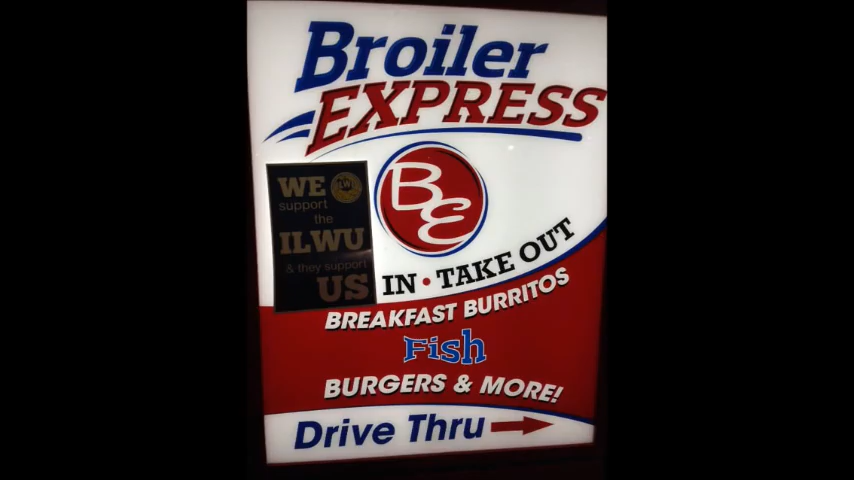 Broiler
EXPRESS
BE
WE
ILWU
support
the
ILWU
& they support
US
IN • TAKE OUT
BREAKFAST BURRITOS
Fish
BURGERS & MORE!
Drive Thru